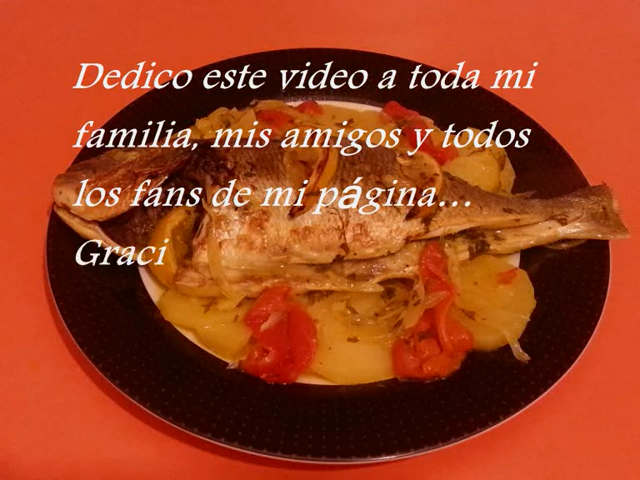 Dedico este video a toda mi
familia, mis amigos y todos
los fans de mi página...
Graci